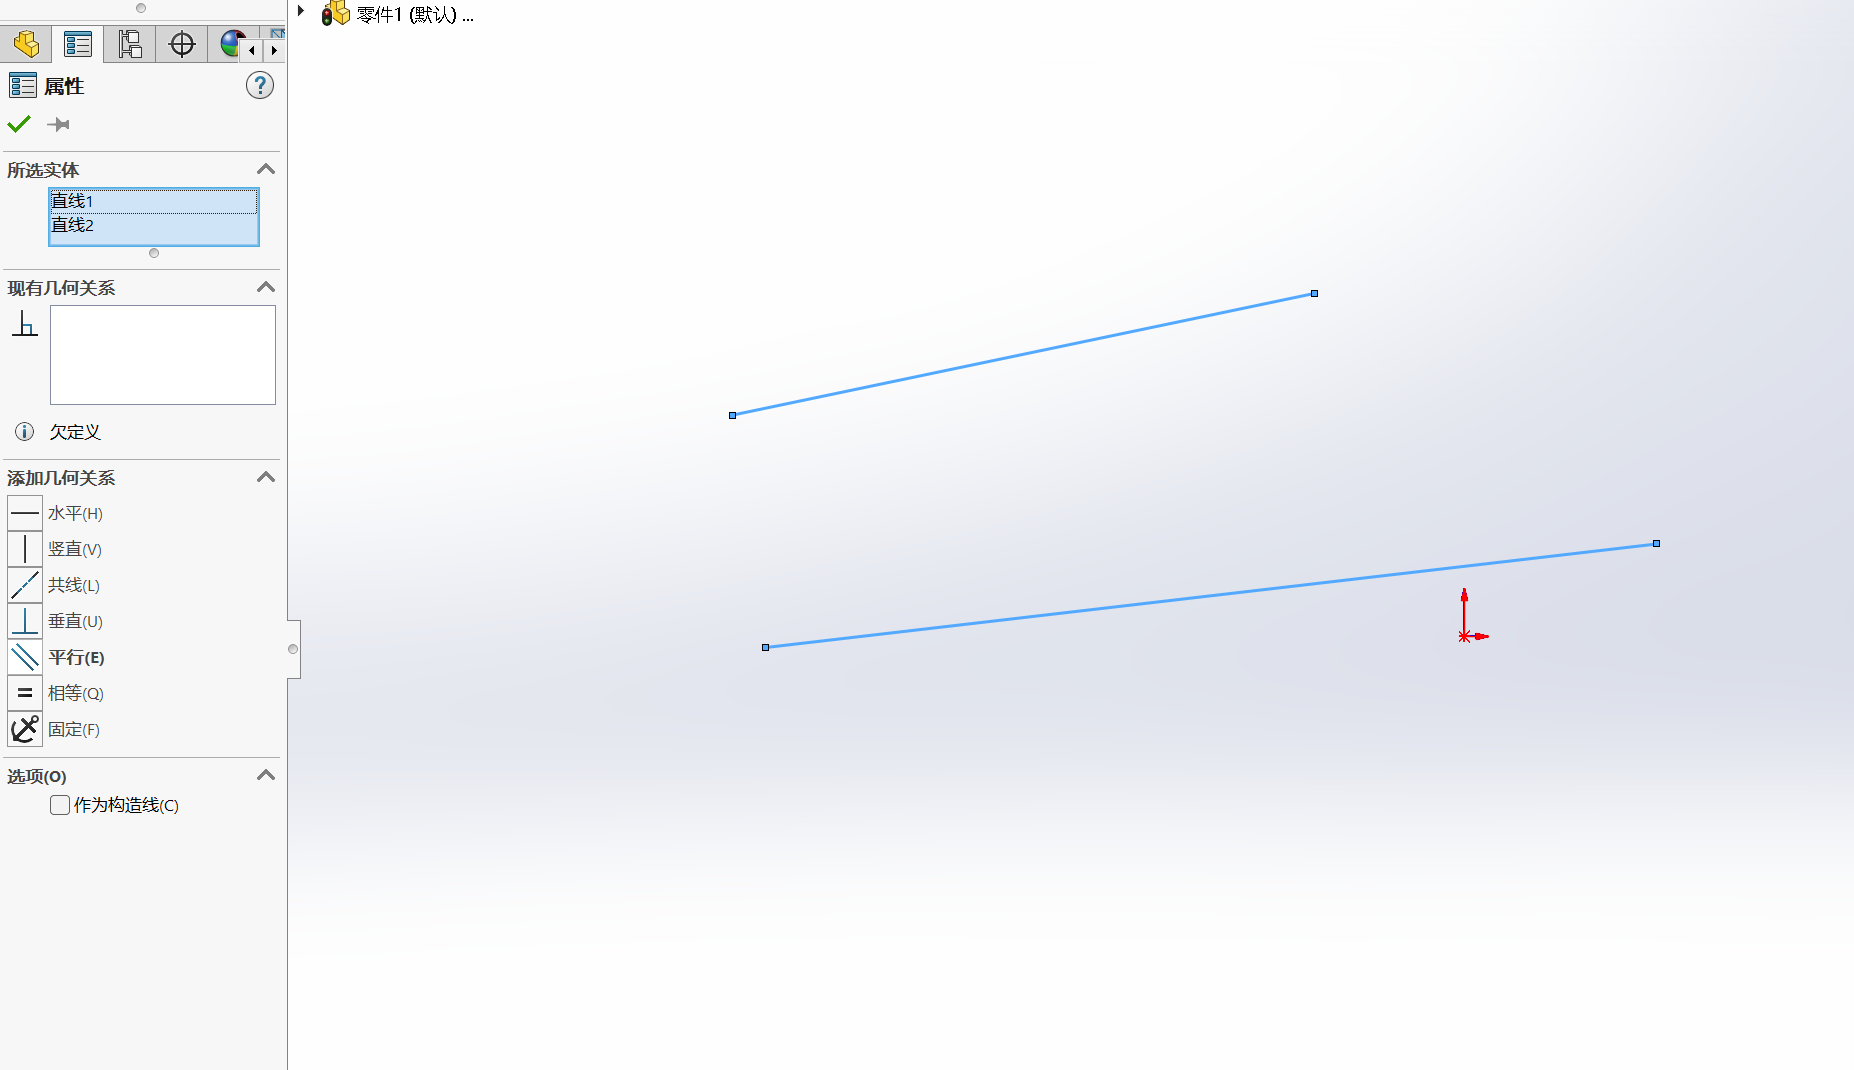 零件1 (默认) ...
属性
?
所选实体
直线1
直线2
现有几何关系
欠定义
添加几何关系
水平(H)
竖直(V)
共线(L)
垂直(U)
平行(E)
相等(Q)
固定(F)
选项(O)
作为构造线(C)